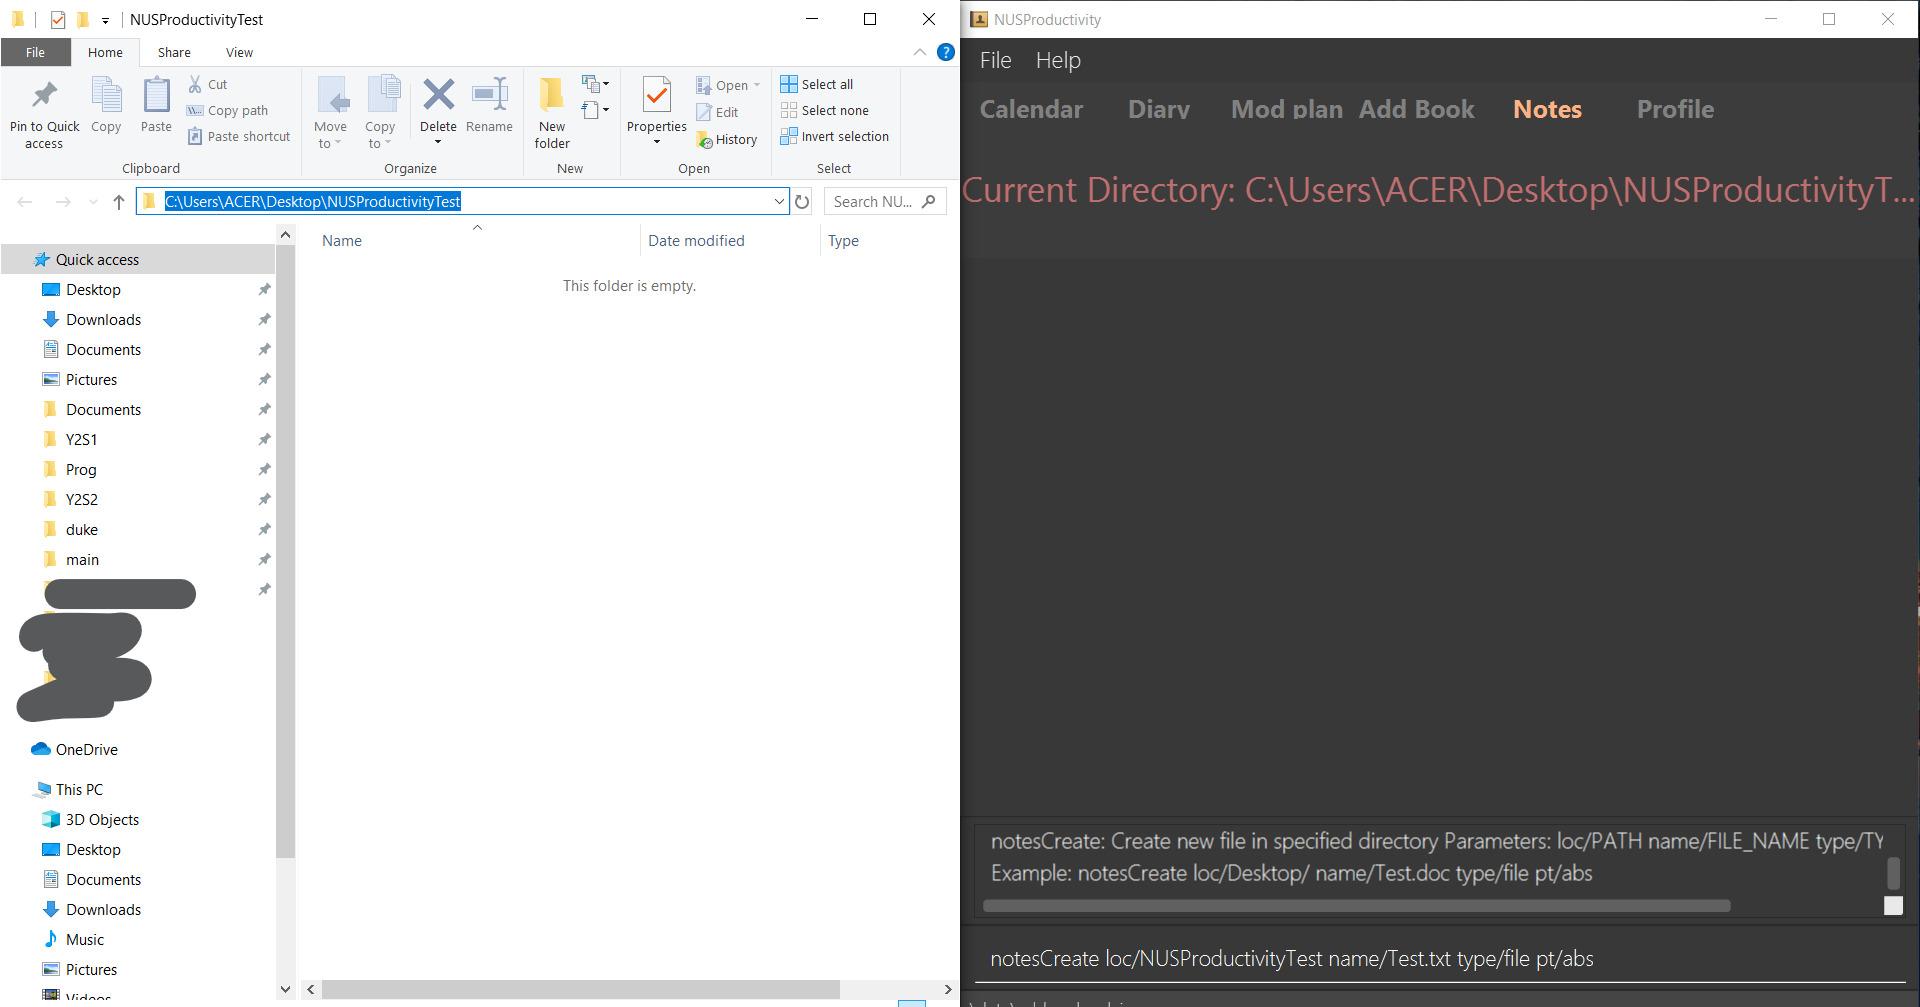 NUSProductivityTest
File Home Share View
Pin to Quick access
Copy
Paste
Cut
Copy path
Paste shortcut
Clipboard
Move to
Copy to
Delete
Rename
Organize
New folder
New
Properties
Open
Edit
History
Open
Select all
Select none
Invert selection
Select
C:\Users\ACER\Desktop\NUSProductivityTest
Search NU...
Name Date modified Type
This folder is empty.
Quick access
Desktop
Downloads
Documents
Pictures
Documents
Y2S1
Prog
Y2S2
duke
main
OneDrive
This PC
3D Objects
Desktop
Documents
Downloads
Music
Pictures
Videos
NUSProductivity
File Help
Calendar Diary Mod plan Add Book Notes Profile
Current Directory: C:\Users\ACER\Desktop\NUSProductivityT...
notesCreate: Create new file in specified directory Parameters: loc/PATH name/FILE_NAME type/TY
Example: notesCreate loc/Desktop/ name/Test.doc type/file pt/abs
notesCreate loc/NUSProductivityTest name/Test.txt type/file pt/abs